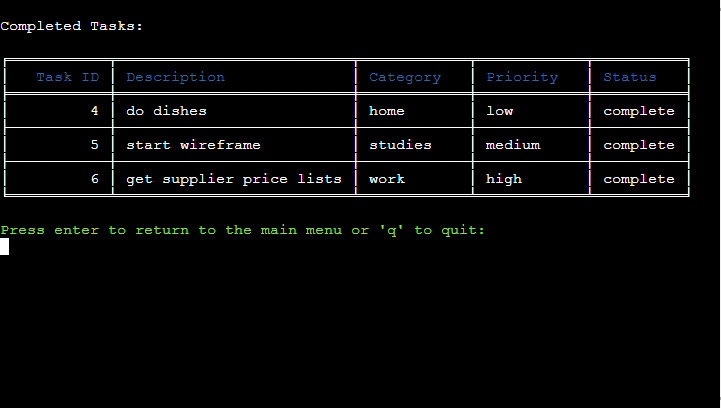 Completed Tasks:
Task ID Description Category Priority Status
4 do dishes home low complete
5 start wireframe studies medium complete
6 get supplier price lists work high complete
Press enter to return to the main menu or 'q' to quit: